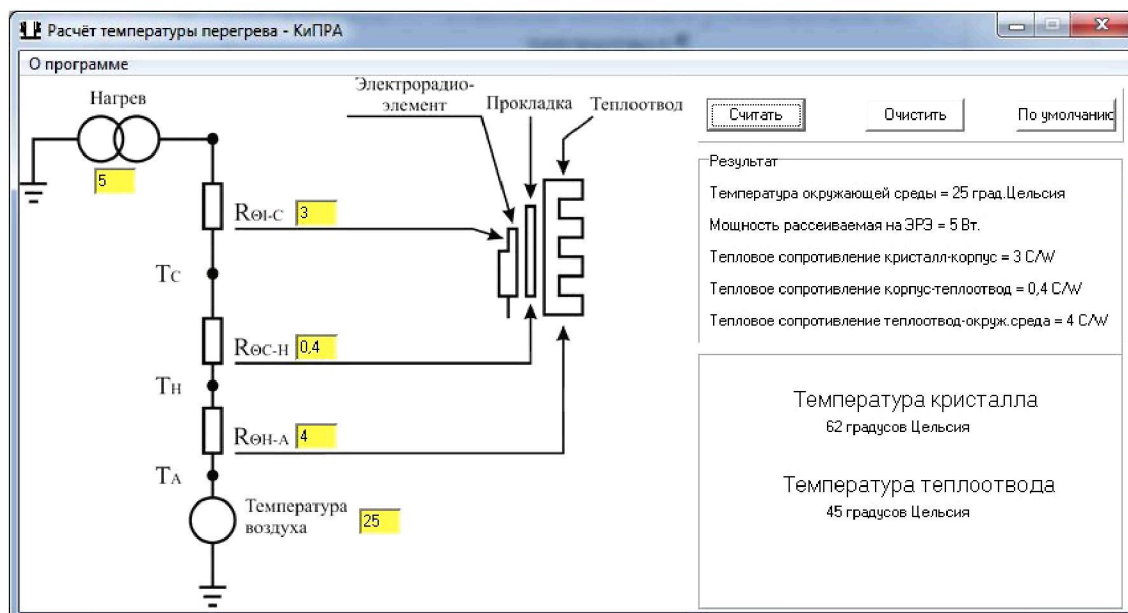 Расчёт температуры перегрева - КиПРА
О программе
Нагрев
5
Электрорадио-
элемент
Прокладка
Теплоотвод
RΘI-C 3
TC
RΘC-H 0,4
TH
RΘH-A 4
TA
Температура
воздуха
25
Считать
Очистить
По умолчанию
Результат
Температура окружающей среды = 25 град.Цельсия
Мощность рассеиваемая на ЭРЭ = 5 Вт.
Тепловое сопротивление кристалл-корпус = 3 C/W
Тепловое сопротивление корпус-теплоотвод = 0,4 C/W
Тепловое сопротивление теплоотвод-окруж.среда = 4 C/W
Температура кристалла
62 градусов Цельсия
Температура теплоотвода
45 градусов Цельсия